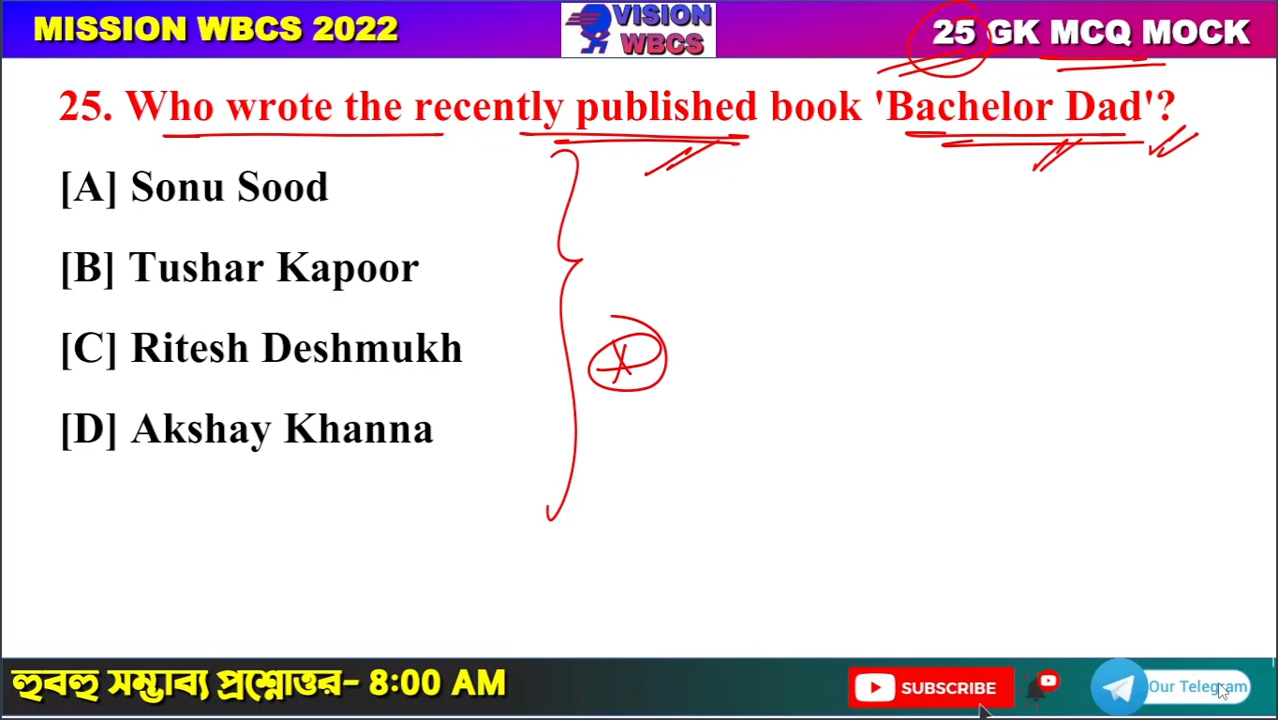 MISSION WBCS 2022
VISION
WBCS
25 GK MCQ MOCK
25. Who wrote the recently published book 'Bachelor Dad'?
[A] Sonu Sood
[B] Tushar Kapoor
[C] Ritesh Deshmukh
[D] Akshay Khanna
হুবহু সম্ভাব্য প্রশ্নোত্তর- 8:00 AM
SUBSCRIBE
Our Telegram